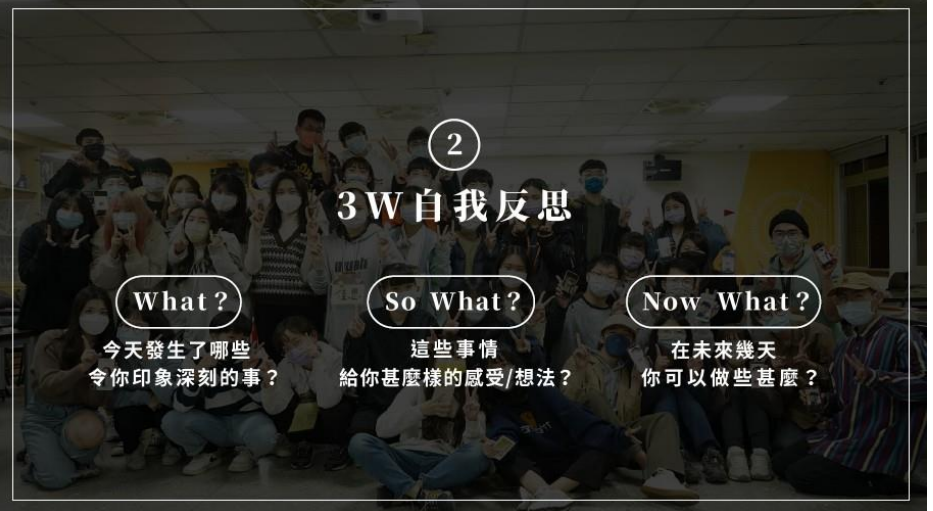 2
3W自我反思
What?
今天發生了哪些
令你印象深刻的事?
So What?
這些事情
給你甚麼樣的感受/想法?
Now What?
在未來幾天
你可以做些甚麼?